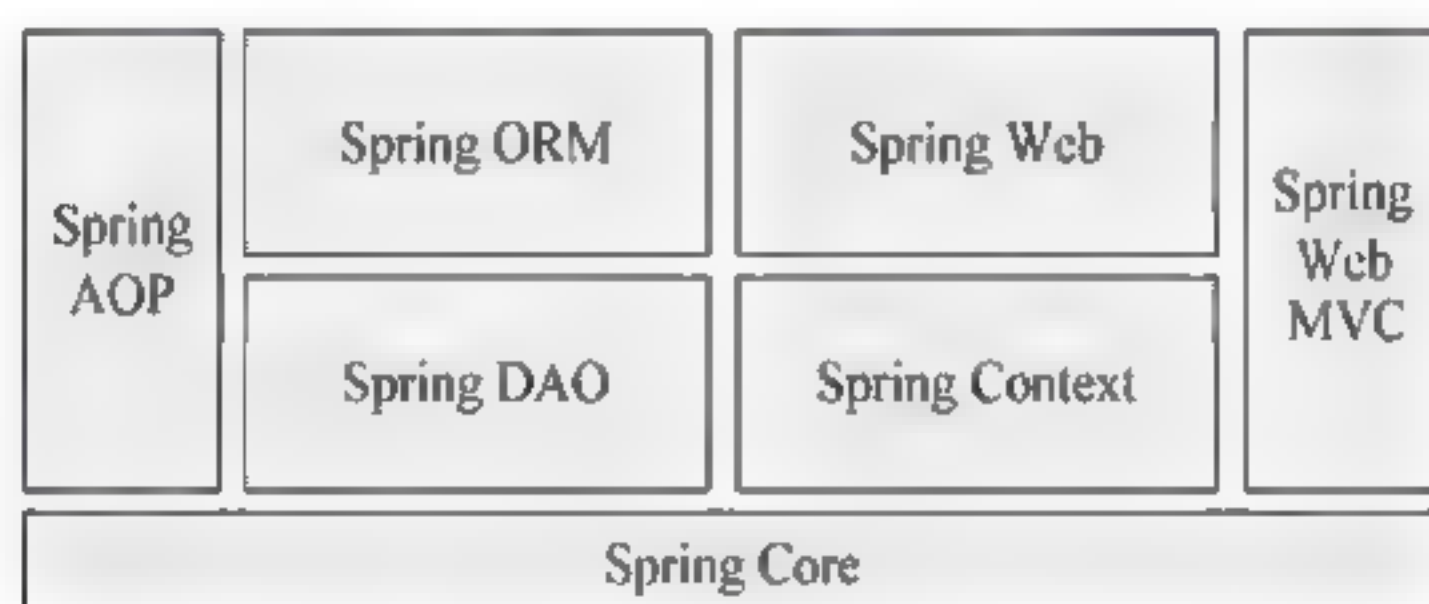 Spring
AOP
Spring ORM
Spring Web
Spring DAO
Spring Context
Spring
Web
MVC
Spring Core